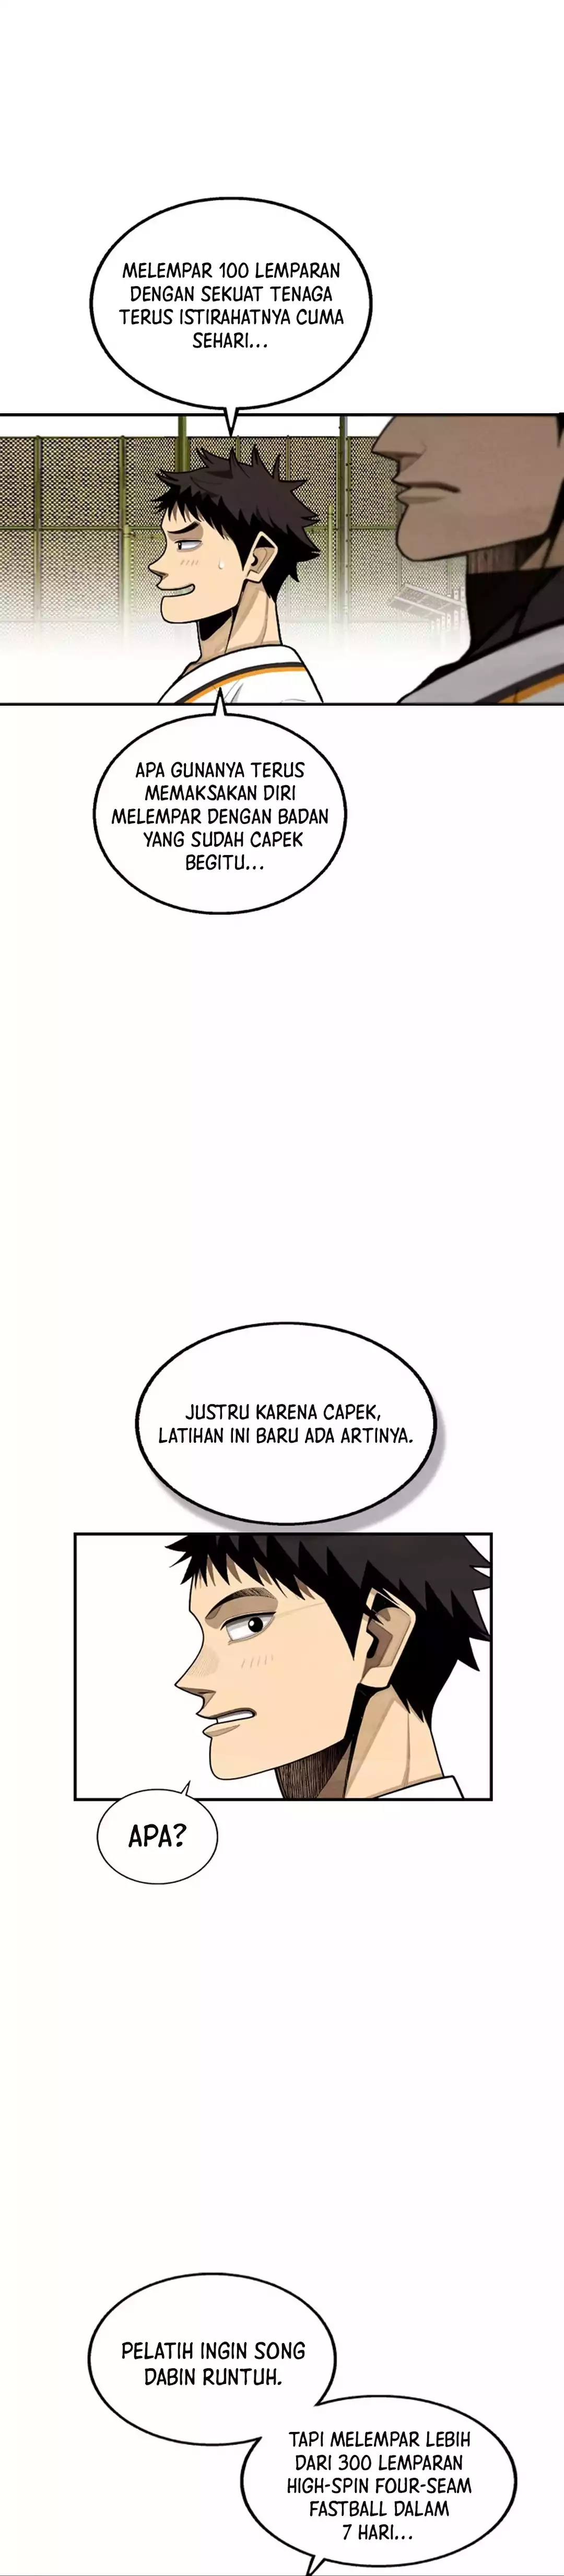 MELEMPAR 100 LEMPARAN
DENGAN SEKUAT TENAGA
TERUS ISTIRAHATNYA CUMA
SEHARI...
APA GUNANYA TERUS
MEMAKSAKAN DIRI
MELEMPAR DENGAN BADAN
YANG SUDAH CAPEK
BEGITU...
JUSTRU KARENA CAPEK,
LATIHAN INI BARU ADA ARTINYA.
APA?
PELATIH INGIN SONG
DABIN RUNTUH.
TAPI MELEMPAR LEBIH
DARI 300 LEMPARAN
HIGH-SPIN FOUR-SEAM
FASTBALL DALAM
7 HARI...